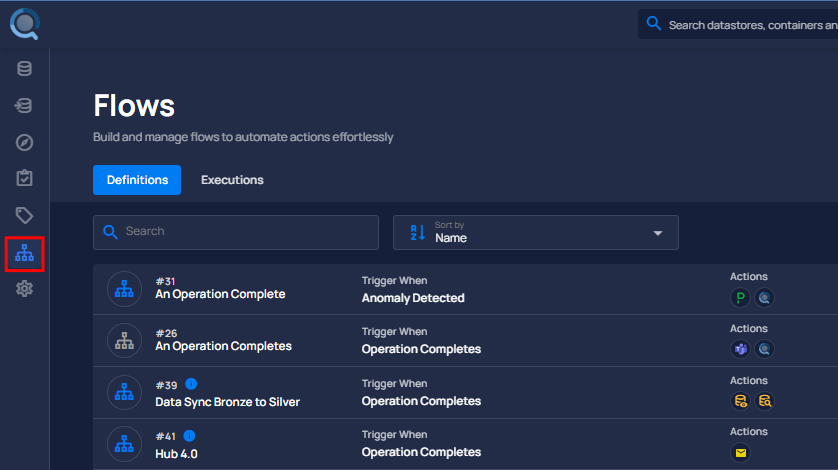 Search datastores, containers an
Flows
Build and manage flows to automate actions effortlessly
Definitions
Executions
Search
Sort by
Name
#31
An Operation Complete
Trigger When
Anomaly Detected
Actions
#26
An Operation Completes
Trigger When
Operation Completes
Actions
#39
Data Sync Bronze to Silver
Trigger When
Operation Completes
Actions
#41
Hub 4.0
Trigger When
Operation Completes
Actions